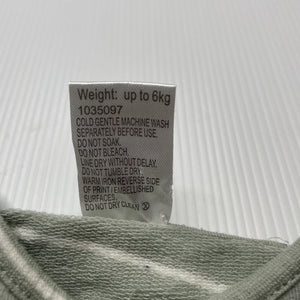 Weight: up to 6kg
1035097
COLD GENTLE MACHINE WASH
SEPARATELY BEFORE USE.
DO NOT SOAK.
DO NOT BLEACH.
LINE DRY WITHOUT DELAY.
DO NOT TUMBLE DRY.
WARM IRON REVERSE SIDE
OF PRINT / EMBELLISHED
SURFACES.
DO NOT DRY CLEAN